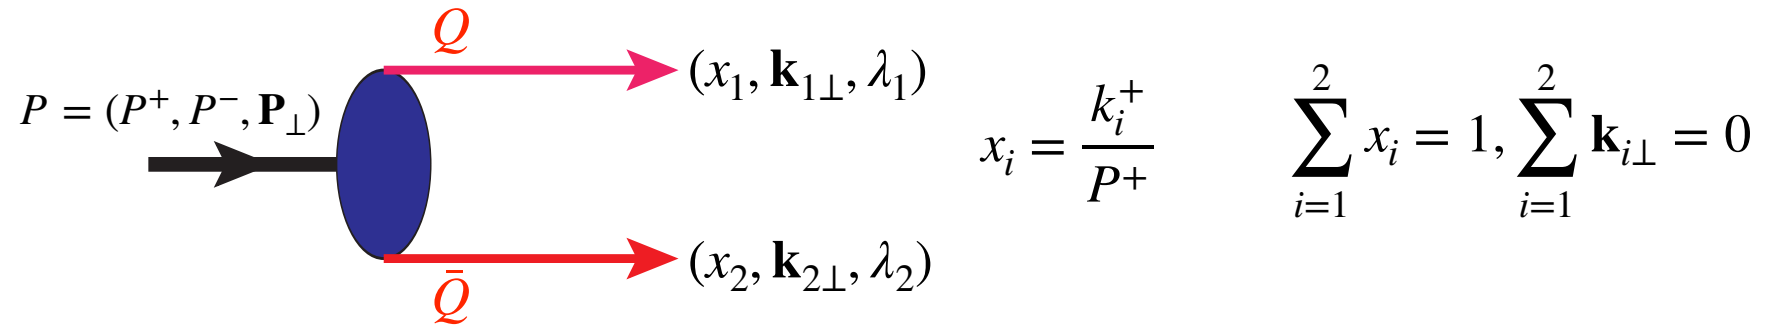 Q
P = (P⁺, P⁻, P⊥)
(x₁, k₁⊥, λ₁)
xᵢ = kᵢ⁺ / P⁺
∑ᵢ₌₁² xᵢ = 1, ∑ᵢ₌₁² kᵢ⊥ = 0
Q̄
(x₂, k₂⊥, λ₂)